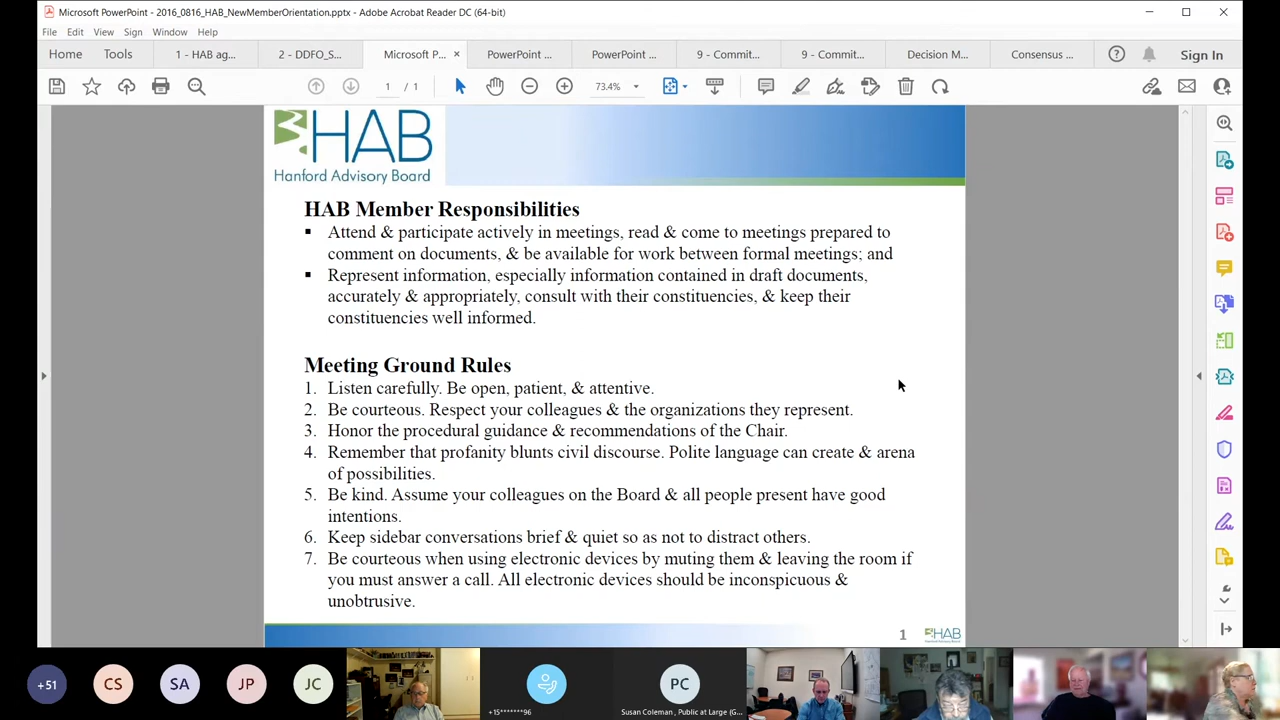 Microsoft PowerPoint - 2016_0816_HAB_NewMemberOrientation.pptx - Adobe Acrobat Reader DC (64-bit)
File Edit View Sign Window Help
Home Tools 1 - HAB ag... 2 - DDFO_S... Microsoft P... × PowerPoint ... PowerPoint ... 9 - Commit... 9 - Commit... Decision M... Consensus ... Sign In
1 / 1 73.4%
HAB
Hanford Advisory Board
HAB Member Responsibilities
▪ Attend & participate actively in meetings, read & come to meetings prepared to
comment on documents, & be available for work between formal meetings; and
▪ Represent information, especially information contained in draft documents,
accurately & appropriately, consult with their constituencies, & keep their
constituencies well informed.
Meeting Ground Rules
1. Listen carefully. Be open, patient, & attentive.
2. Be courteous. Respect your colleagues & the organizations they represent.
3. Honor the procedural guidance & recommendations of the Chair.
4. Remember that profanity blunts civil discourse. Polite language can create & arena
of possibilities.
5. Be kind. Assume your colleagues on the Board & all people present have good
intentions.
6. Keep sidebar conversations brief & quiet so as not to distract others.
7. Be courteous when using electronic devices by muting them & leaving the room if
you must answer a call. All electronic devices should be inconspicuous &
unobtrusive.
1 HAB
+51 CS SA JP JC PC
+15*******96 Susan Coleman , Public at Large (G...